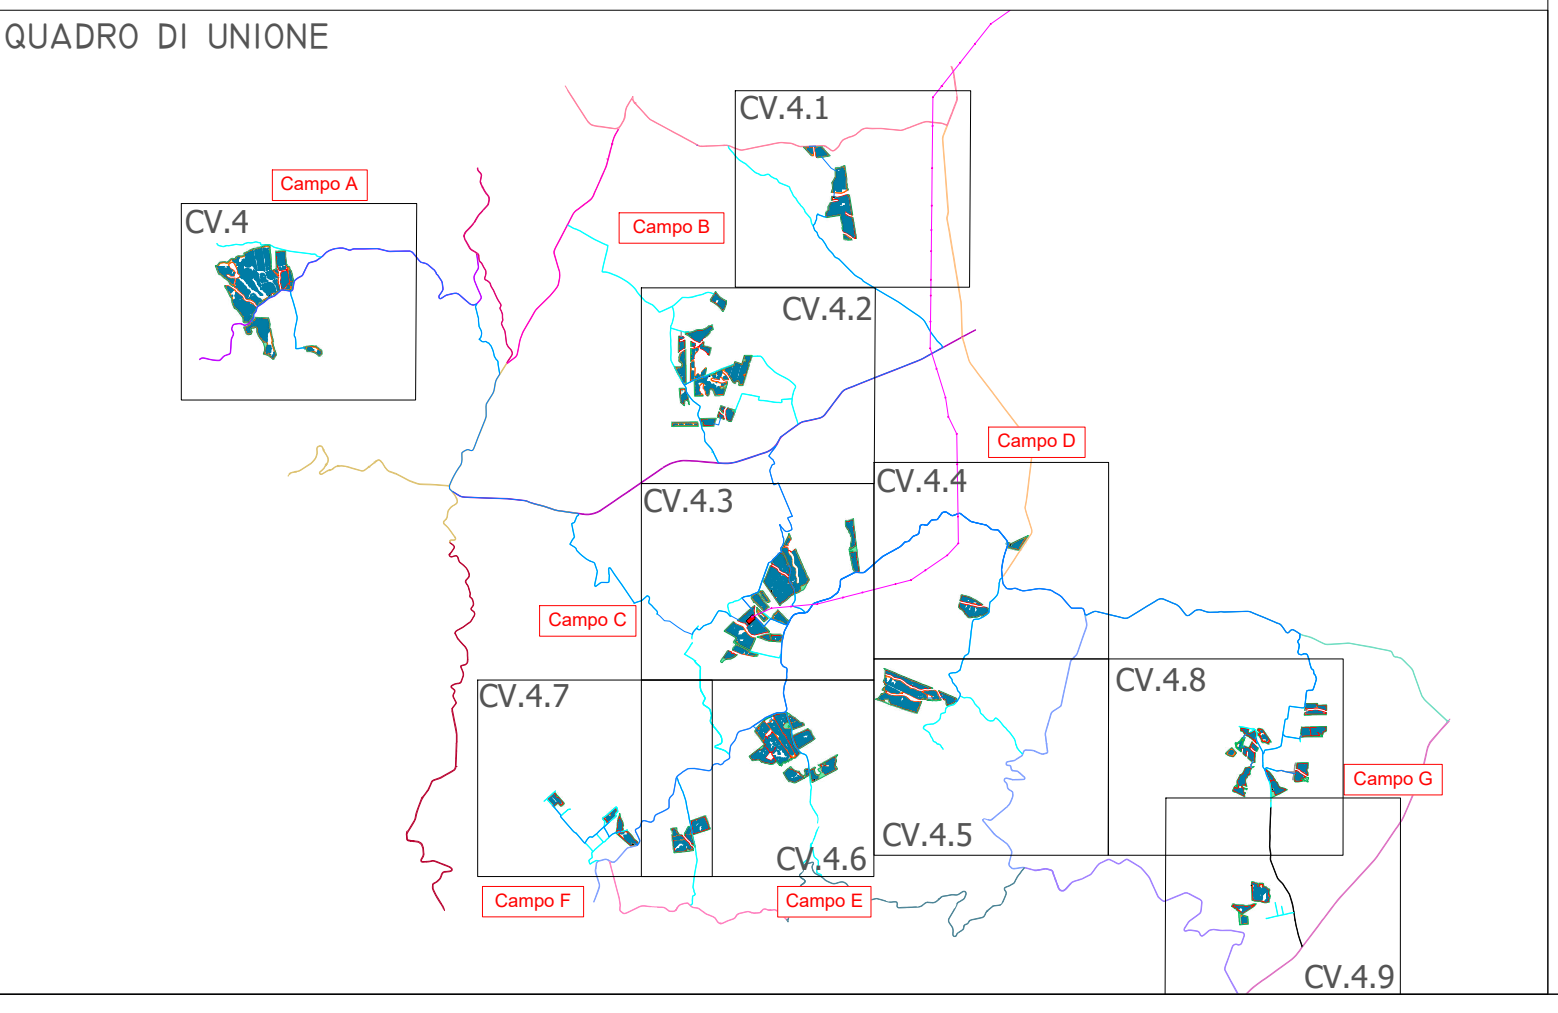 QUADRO DI UNIONE
CV.4.1
Campo A
CV.4
Campo B
CV.4.2
Campo D
CV.4.4
CV.4.3
Campo C
CV.4.7
CV.4.8
Campo G
CV.4.5
CV.4.6
Campo F
Campo E
CV.4.9